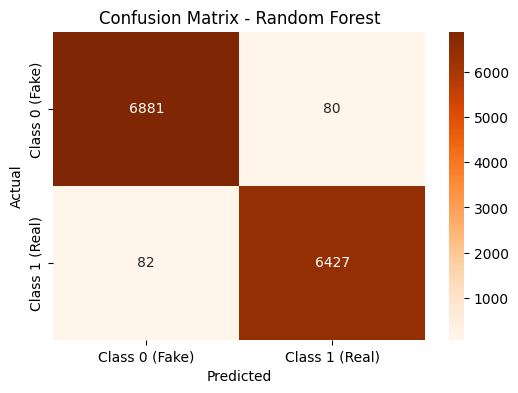 Confusion Matrix - Random Forest
Actual
Class 0 (Fake)
Class 1 (Real)
6881
80
82
6427
Class 0 (Fake)
Class 1 (Real)
Predicted
6000
5000
4000
3000
2000
1000